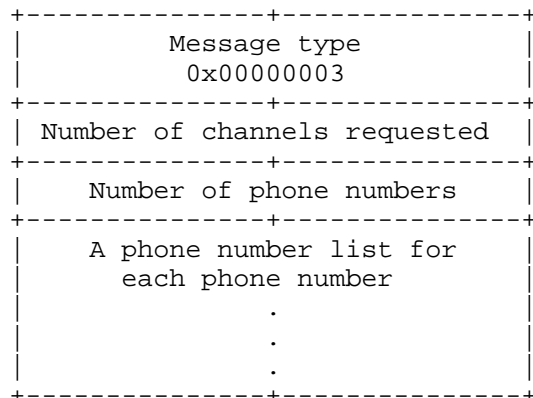 +---------------+---------------+
| Message type |
| 0x00000003 |
+---------------+---------------+
| Number of channels requested |
+---------------+---------------+
| Number of phone numbers |
+---------------+---------------+
| A phone number list for |
| each phone number |
| . |
| . |
| . |
+---------------+---------------+